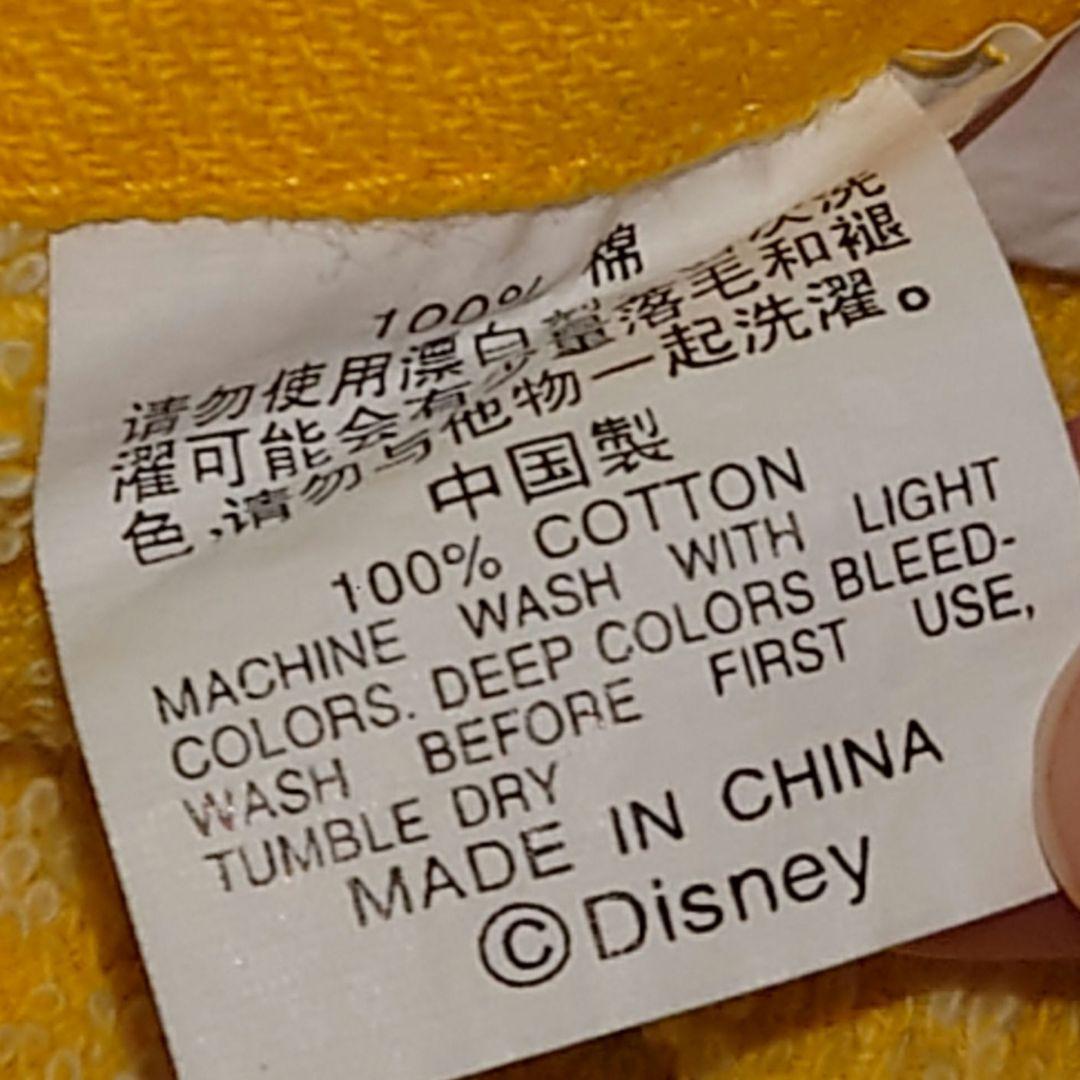 100% 棉
请勿使用漂白 次洗
濯可能会有少量落毛和褪
色,请勿与他物一起洗濯。
中国製
100% COTTON
MACHINE WASH WITH LIGHT
COLORS. DEEP COLORS BLEED-
WASH BEFORE FIRST USE,
TUMBLE DRY
MADE IN CHINA
©Disney